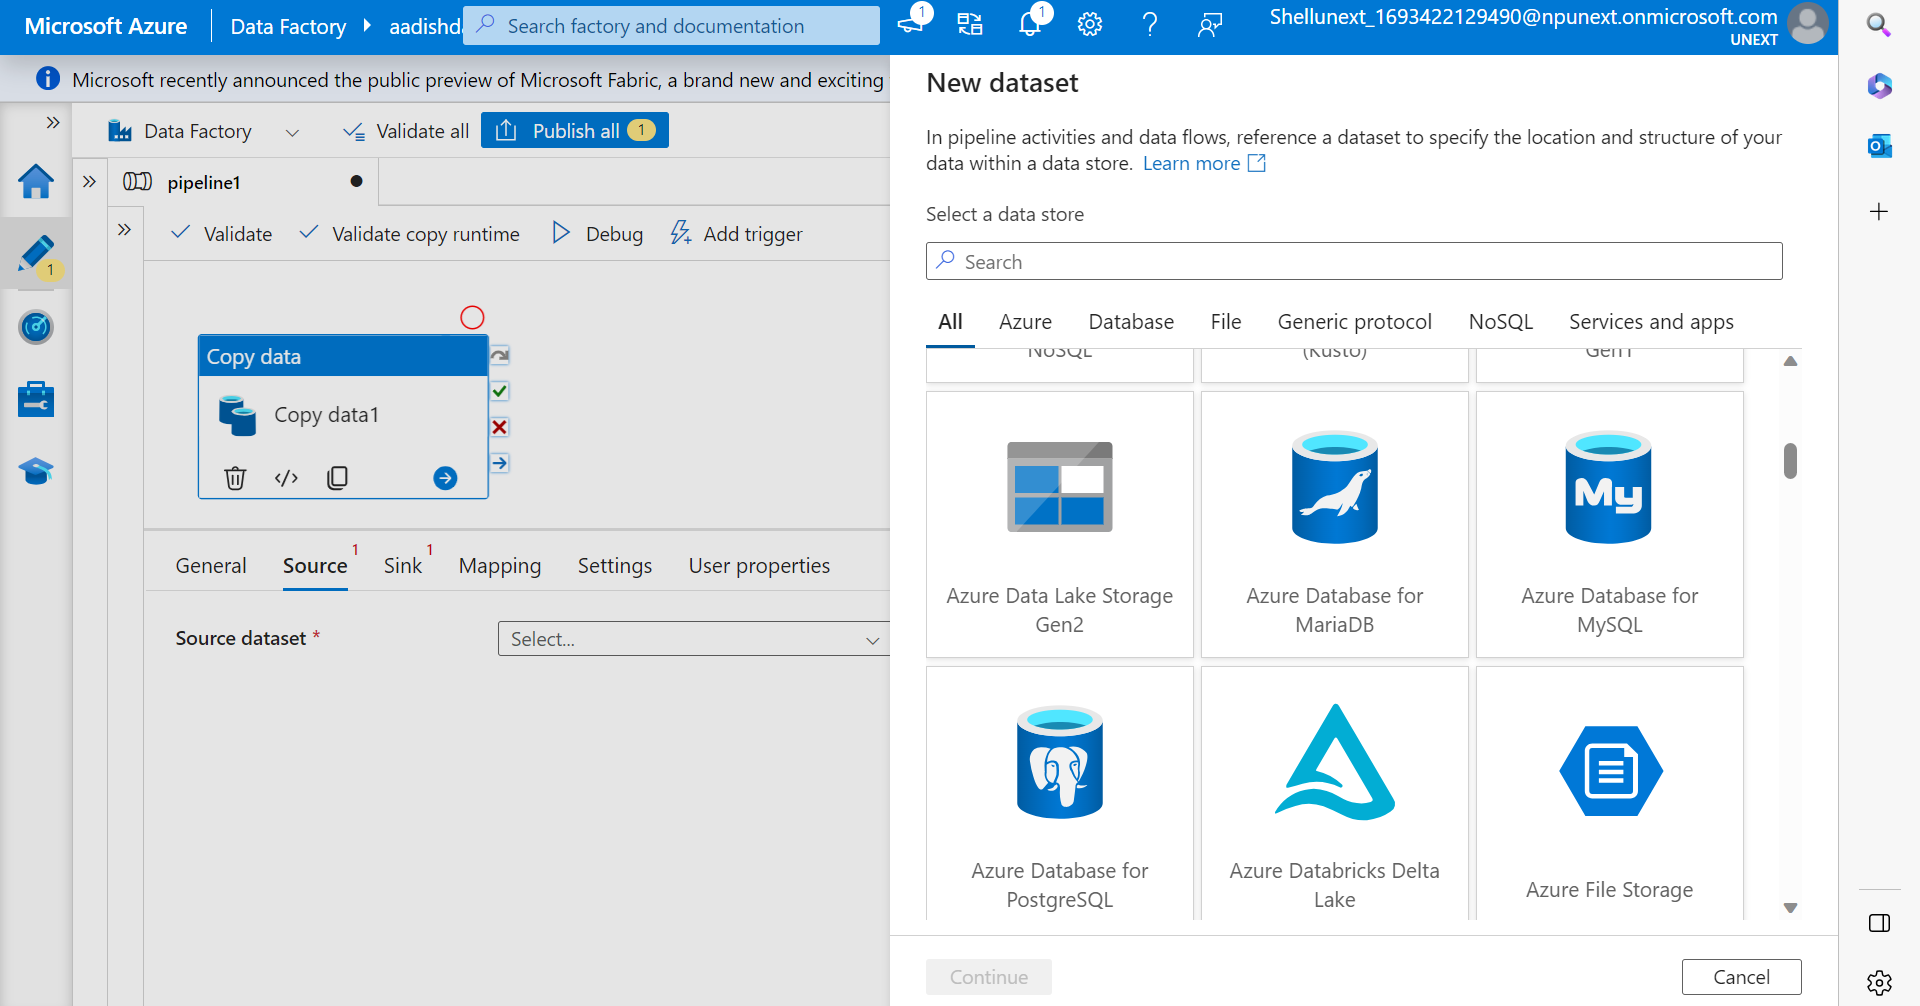 Microsoft Azure
Data Factory
aadishd
Search factory and documentation
1
1
Shellunext_1693422129490@npunext.onmicrosoft.com
UNEXT
Microsoft recently announced the public preview of Microsoft Fabric, a brand new and exciting
Data Factory
Validate all
Publish all
1
pipeline1
1
Validate
Validate copy runtime
Debug
Add trigger
Copy data
Copy data1
General
Source
1
Sink
1
Mapping
Settings
User properties
Source dataset *
Select...
New dataset
In pipeline activities and data flows, reference a dataset to specify the location and structure of your
data within a data store. Learn more
Select a data store
Search
All
Azure
Database
File
Generic protocol
NoSQL
Services and apps
NoSQL
(Kusto)
Gen1
Azure Data Lake Storage
Gen2
Azure Database for
MariaDB
My
Azure Database for
MySQL
Azure Database for
PostgreSQL
Azure Databricks Delta
Lake
Azure File Storage
Continue
Cancel